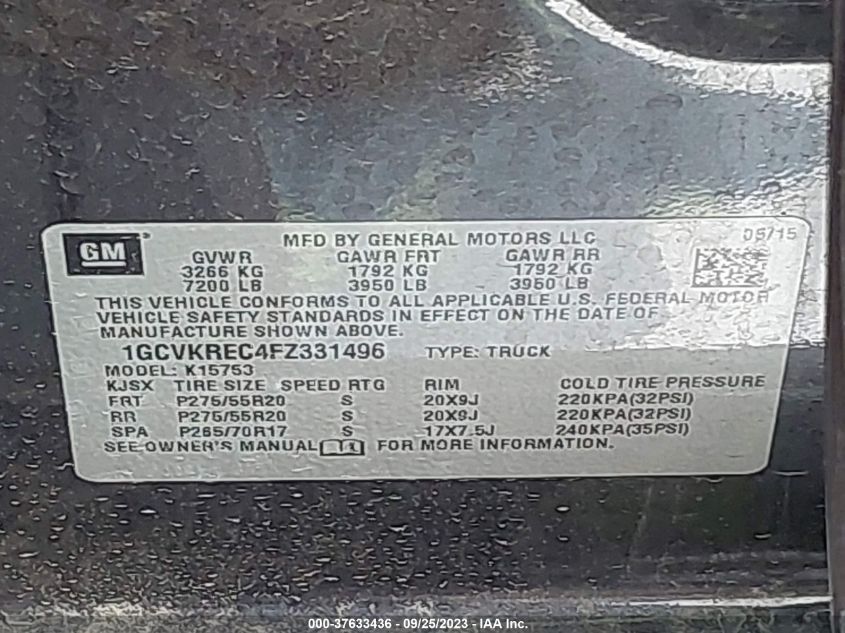 GM
MFD BY GENERAL MOTORS LLC 05/15
GVWR GAWR FRT GAWR RR
3266 KG 1792 KG 1792 KG
7200 LB 3950 LB 3950 LB
THIS VEHICLE CONFORMS TO ALL APPLICABLE U.S. FEDERAL MOTOR
VEHICLE SAFETY STANDARDS IN EFFECT ON THE DATE OF
MANUFACTURE SHOWN ABOVE.
1GCVKREC4FZ331496 TYPE: TRUCK
MODEL: K15753
KJSX TIRE SIZE SPEED RTG RIM COLD TIRE PRESSURE
FRT P275/55R20 S 20X9J 220KPA(32PSI)
RR P275/55R20 S 20X9J 220KPA(32PSI)
SPA P265/70R17 S 17X7.5J 240KPA(35PSI)
SEE OWNER'S MANUAL FOR MORE INFORMATION.
000-37633436 - 09/25/2023 - IAA Inc.